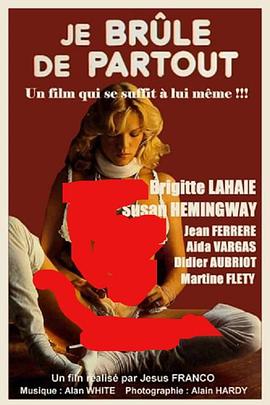 JE BRÛLE
DE PARTOUT
Un film qui se suffit à lui même !!!
Brigitte LAHAIE
Susan HEMINGWAY
Jean FERRERE
Aida VARGAS
Didier AUBRIOT
Martine FLETY
Un film réalisé par Jesus FRANCO
Musique : Alan WHITE Photographie : Alain HARDY